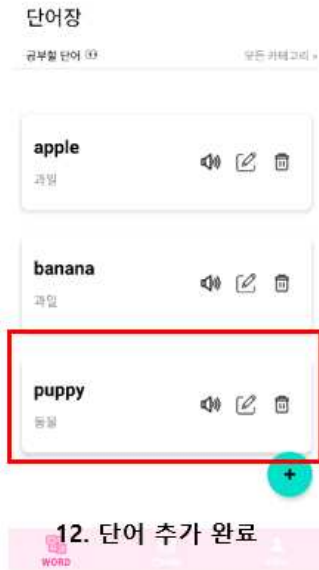 단어장
공부할 단어
모든 카테고리
apple
과일
banana
과일
puppy
동물
+
12. 단어 추가 완료
WORD